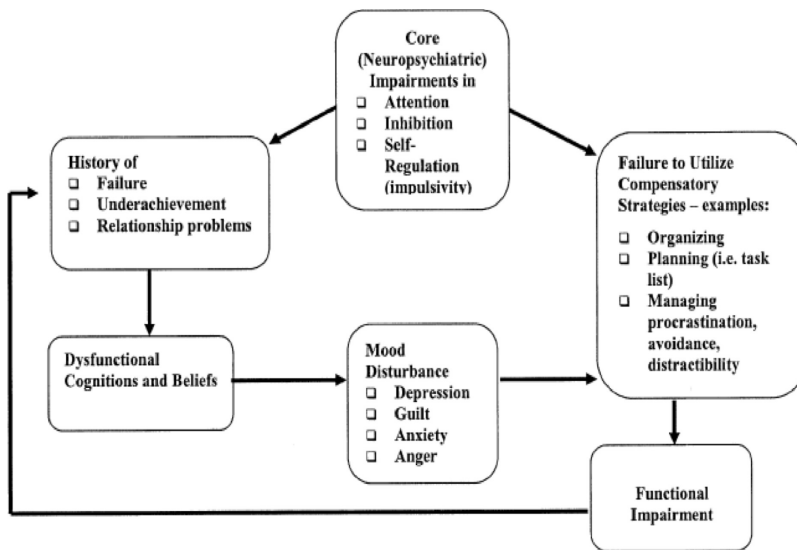 Core
(Neuropsychiatric)
Impairments in
❑ Attention
❑ Inhibition
❑ Self-
Regulation
(impulsivity)
History of
❑ Failure
❑ Underachievement
❑ Relationship problems
Failure to Utilize
Compensatory
Strategies – examples:
❑ Organizing
❑ Planning (i.e. task
list)
❑ Managing
procrastination,
avoidance,
distractibility
Dysfunctional
Cognitions and Beliefs
Mood
Disturbance
❑ Depression
❑ Guilt
❑ Anxiety
❑ Anger
Functional
Impairment